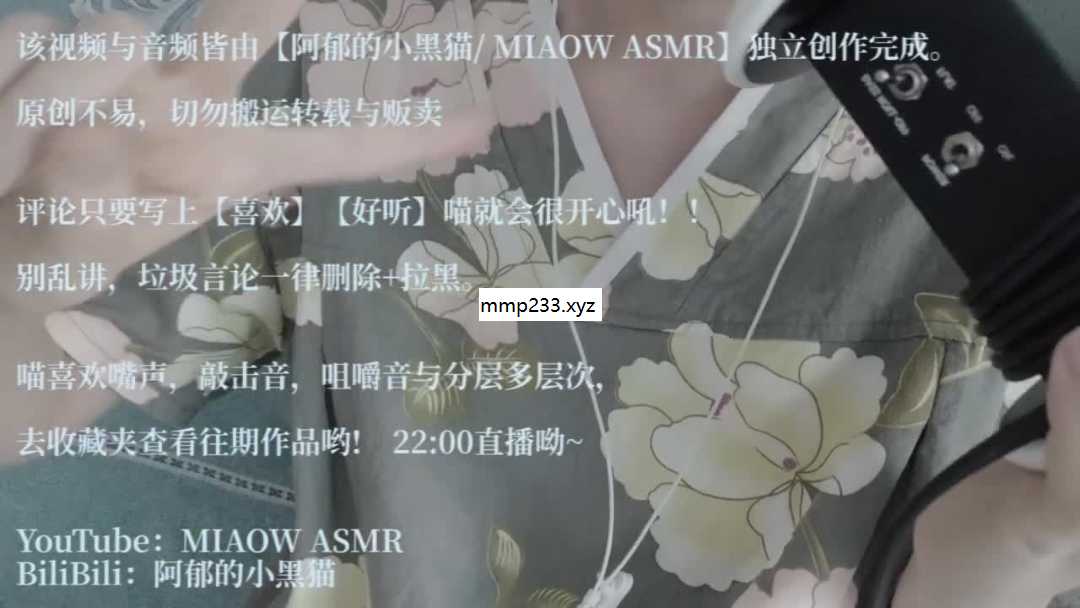 该视频与音频皆由【阿郁的小黑猫/ MIAOW ASMR】独立创作完成。
原创不易，切勿搬运转载与贩卖
评论只要写上【喜欢】【好听】喵就会很开心吼！！
别乱讲，垃圾言论一律删除+拉黑。
mmp233.xyz
喵喜欢嘴声，敲击音，咀嚼音与分层多层次，
去收藏夹查看往期作品哟！ 22:00直播呦~
YouTube：MIAOW ASMR
BiliBili：阿郁的小黑猫